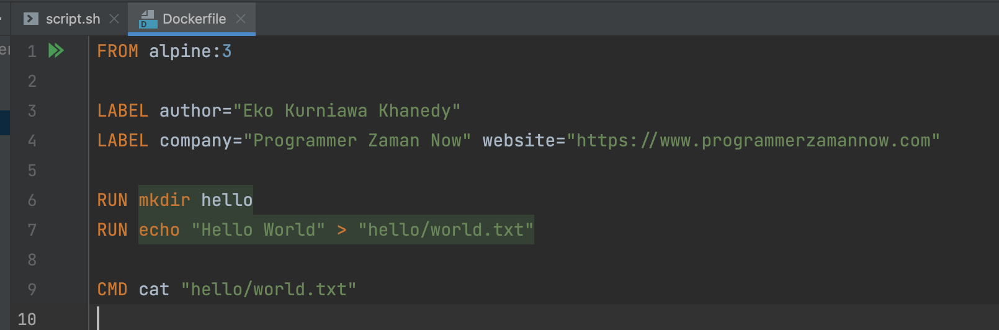 script.sh Dockerfile
er
1 FROM alpine:3
2
3 LABEL author="Eko Kurniawa Khanedy"
4 LABEL company="Programmer Zaman Now" website="https://www.programmerzamannow.com"
5
6 RUN mkdir hello
7 RUN echo "Hello World" > "hello/world.txt"
8
9 CMD cat "hello/world.txt"
10